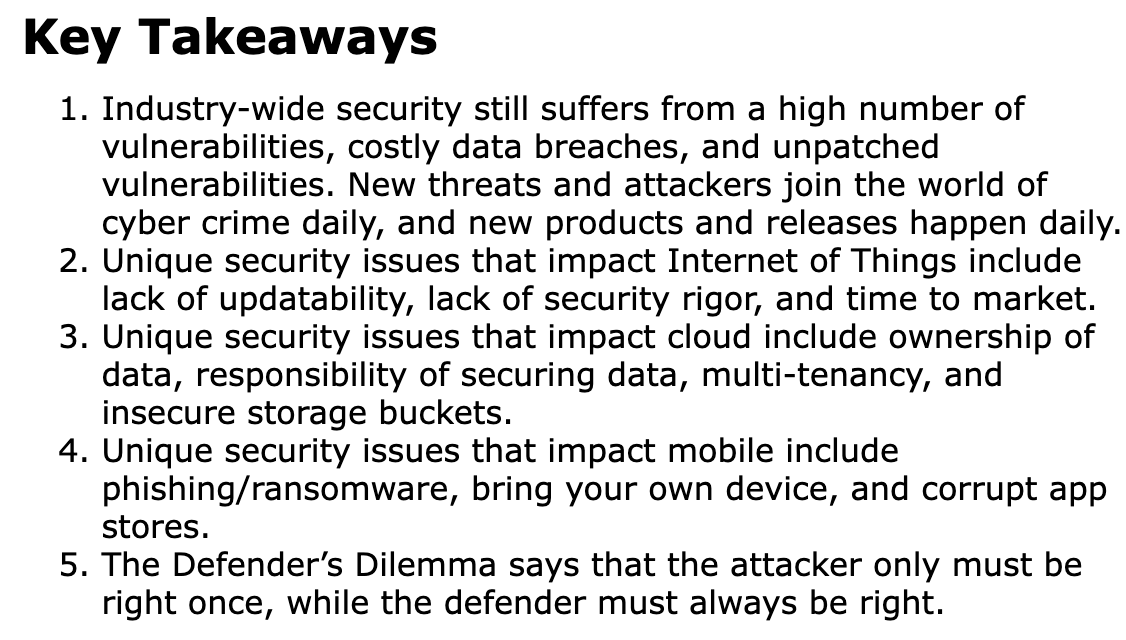 Key Takeaways
1. Industry-wide security still suffers from a high number of
vulnerabilities, costly data breaches, and unpatched
vulnerabilities. New threats and attackers join the world of
cyber crime daily, and new products and releases happen daily.
2. Unique security issues that impact Internet of Things include
lack of updatability, lack of security rigor, and time to market.
3. Unique security issues that impact cloud include ownership of
data, responsibility of securing data, multi-tenancy, and
insecure storage buckets.
4. Unique security issues that impact mobile include
phishing/ransomware, bring your own device, and corrupt app
stores.
5. The Defender’s Dilemma says that the attacker only must be
right once, while the defender must always be right.